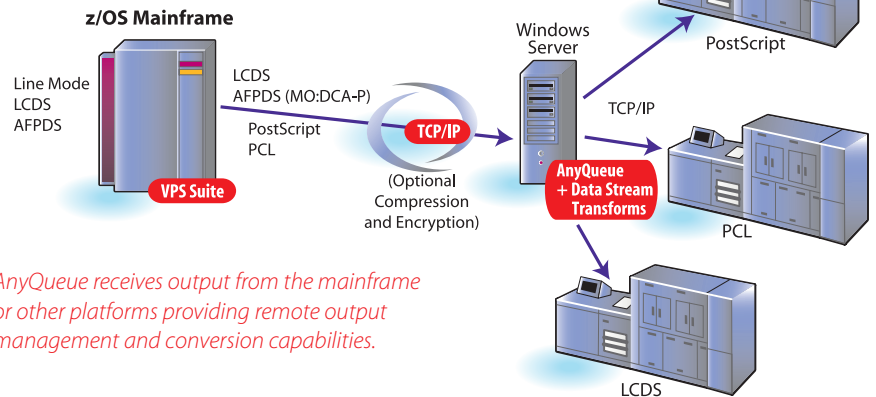 z/OS Mainframe
Line Mode
LCDS
AFPDS
VPS Suite
LCDS
AFPDS (MO:DCA-P)
PostScript
PCL
TCP/IP
(Optional
Compression
and Encryption)
Windows
Server
AnyQueue
+ Data Stream
Transforms
PostScript
TCP/IP
PCL
LCDS
AnyQueue receives output from the mainframe
or other platforms providing remote output
management and conversion capabilities.